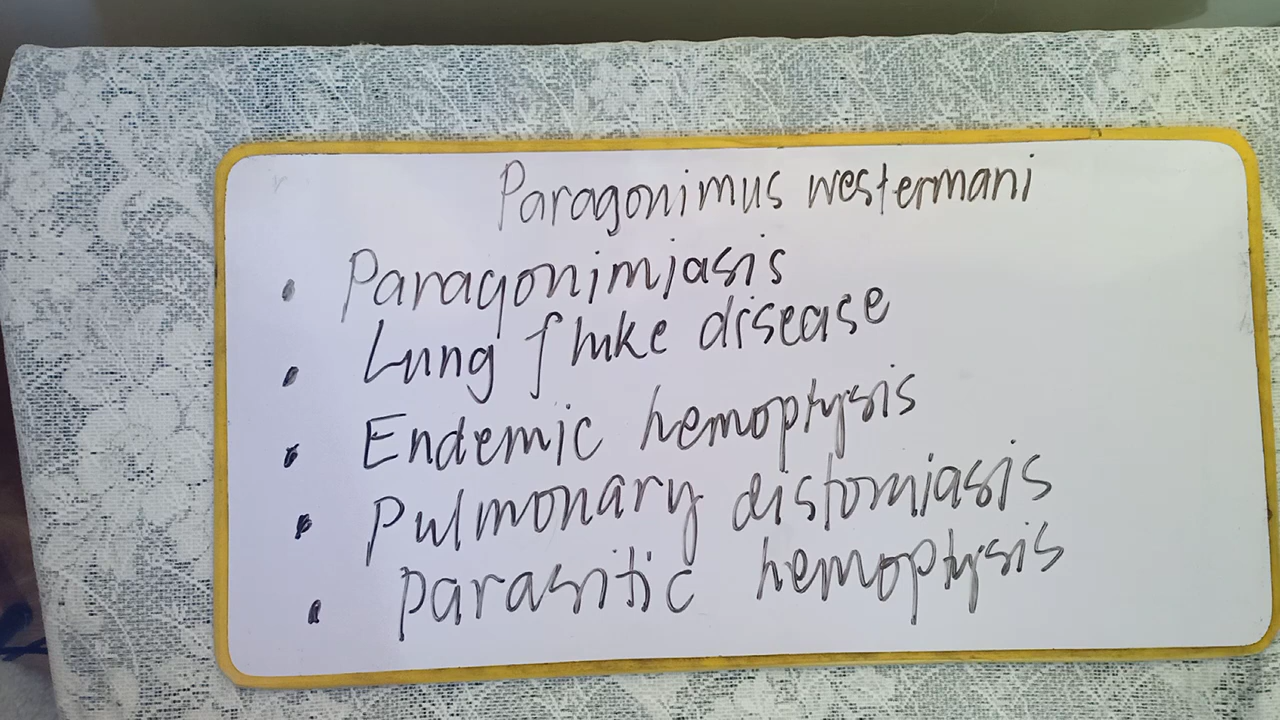 Paragonimus westermani
• Paragonimiasis
• Lung fluke disease
• Endemic hemoptysis
• Pulmonary distomiasis
• Parasitic hemoptysis